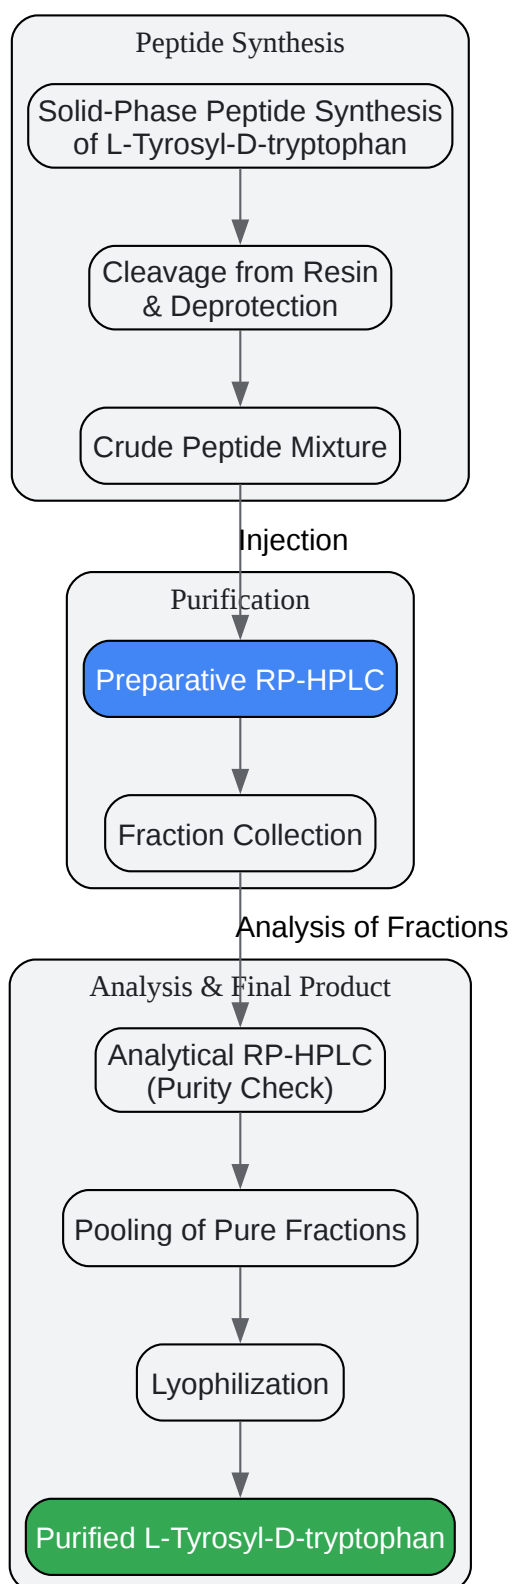 Peptide Synthesis
Solid-Phase Peptide Synthesis
of L-Tyrosyl-D-tryptophan
Cleavage from Resin
& Deprotection
Crude Peptide Mixture
Injection
Purification
Preparative RP-HPLC
Fraction Collection
Analysis of Fractions
Analysis & Final Product
Analytical RP-HPLC
(Purity Check)
Pooling of Pure Fractions
Lyophilization
Purified L-Tyrosyl-D-tryptophan